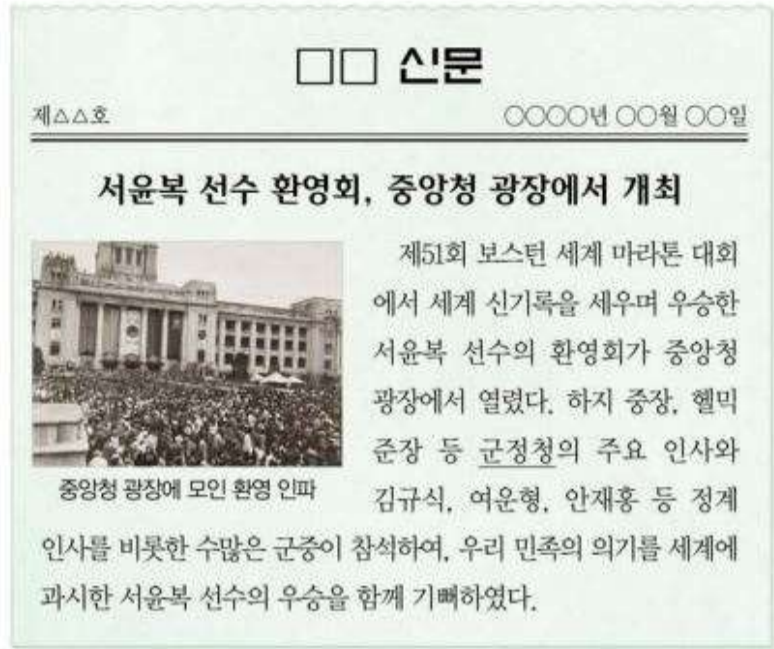 □□ 신문
제△△호
○○○○년 ○○월 ○○일
서윤복 선수 환영회, 중앙청 광장에서 개최
제51회 보스턴 세계 마라톤 대회
에서 세계 신기록을 세우며 우승한
서윤복 선수의 환영회가 중앙청
광장에서 열렸다. 하지 중장, 헬믹
준장 등 군정청의 주요 인사와
김규식, 여운형, 안재홍 등 정계
인사를 비롯한 수많은 군중이 참석하여, 우리 민족의 의기를 세계에
과시한 서윤복 선수의 우승을 함께 기뻐하였다.
중앙청 광장에 모인 환영 인파